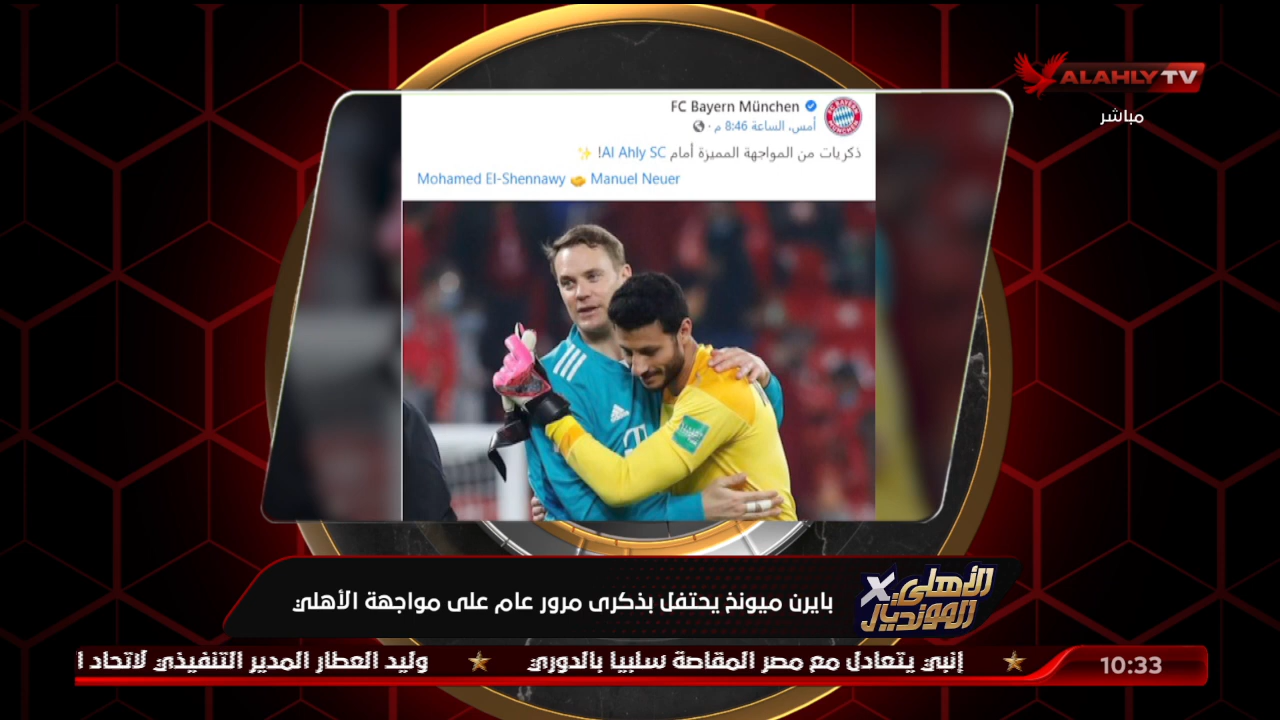 ALAHLY TV
مباشر
FC Bayern München
أمس، الساعة 8:46 م ·
ذكريات من المواجهة المميزة أمام Al Ahly SC! ✨
Mohamed El-Shennawy 🤝 Manuel Neuer
الأهلي X المونديال
بايرن ميونخ يحتفل بذكرى مرور عام على مواجهة الأهلي
10:33
إنبي يتعادل مع مصر المقاصة سلبيا بالدوري
وليد العطار المدير التنفيذي لاتحاد ا